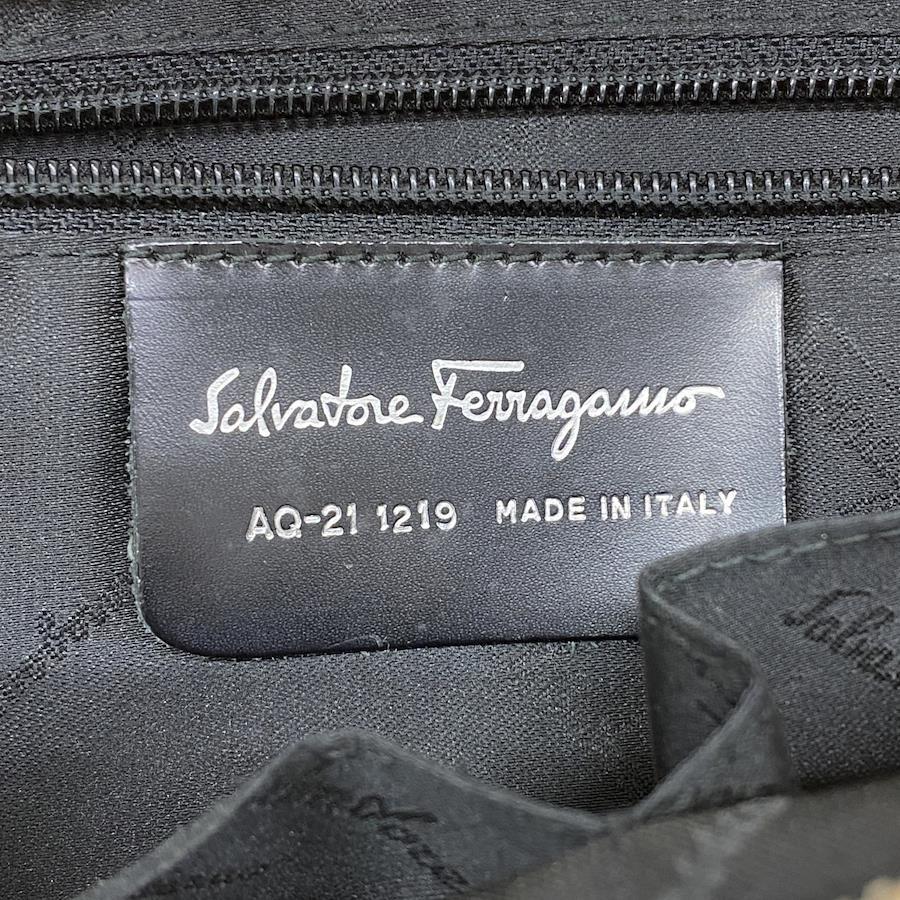 Salvatore Ferragamo
AQ-21 1219 MADE IN ITALY